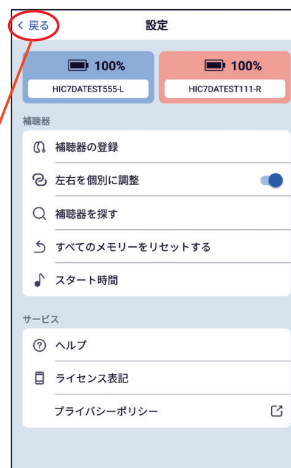 戻る
設定
100%
100%
HIC7DATEST555-L
HIC7DATEST111-R
補聴器
補聴器の登録
左右を個別に調整
補聴器を探す
すべてのメモリーをリセットする
スタート時間
サービス
ヘルプ
ライセンス表記
プライバシーポリシー